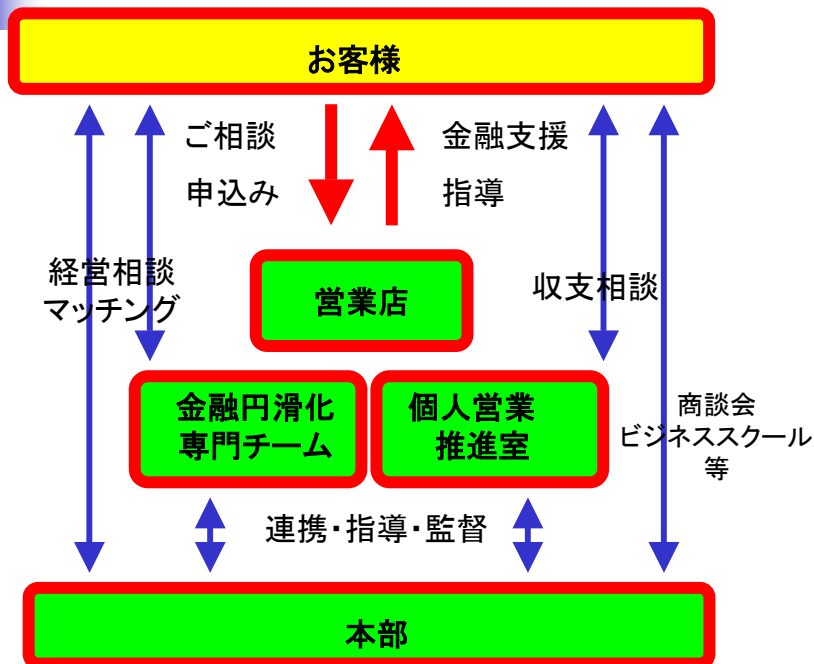 お客様
ご相談
申込み
金融支援
指導
経営相談
マッチング
営業店
収支相談
金融円滑化
専門チーム
個人営業
推進室
商談会
ビジネススクール
等
連携・指導・監督
本部